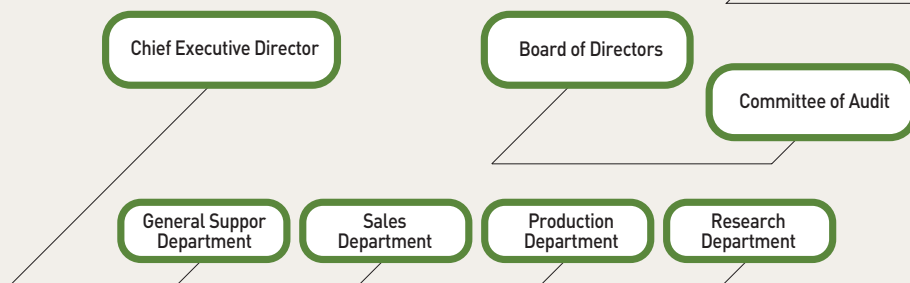 Chief Executive Director
Board of Directors
Committee of Audit
General Suppor
Department
Sales
Department
Production
Department
Research
Department